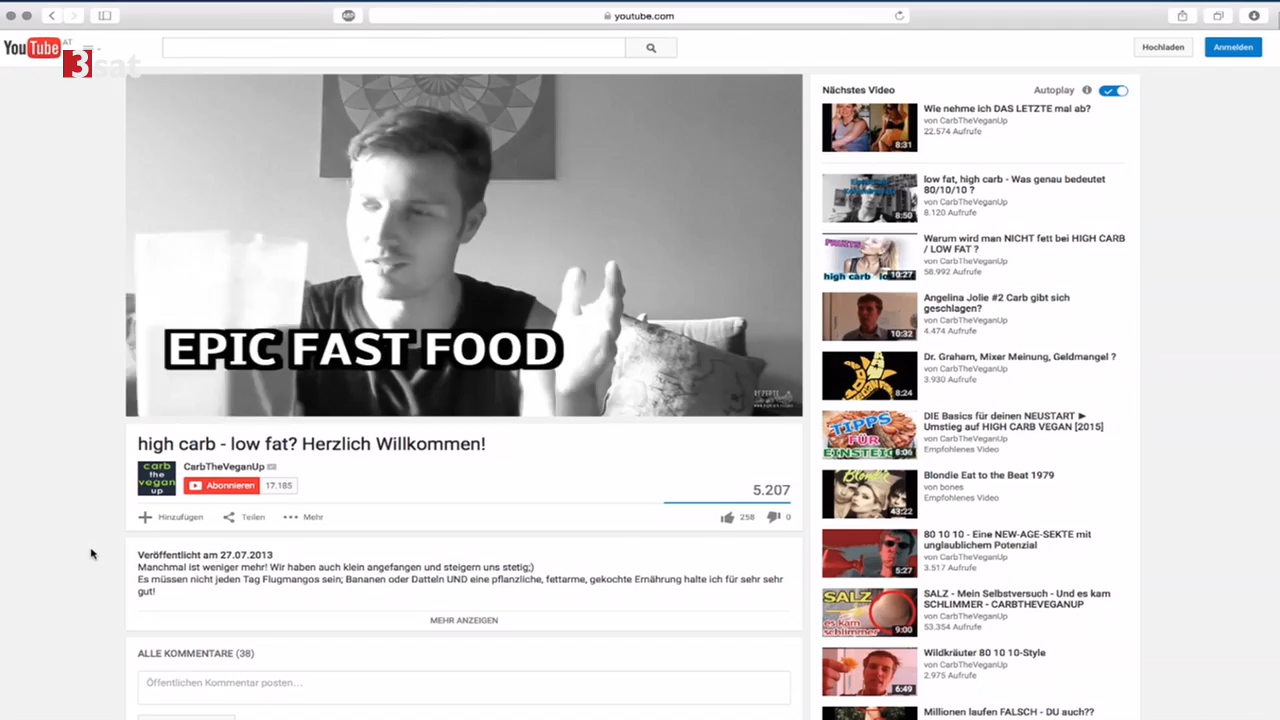 youtube.com
YouTube AT
3sat
Hochladen
Anmelden
EPIC FAST FOOD
high carb - low fat? Herzlich Willkommen!
carb
the
vegan
up
CarbTheVeganUp
Abonnieren 17.185
5.207
Hinzufügen Teilen Mehr
258 0
Veröffentlicht am 27.07.2013
Manchmal ist weniger mehr! Wir haben auch klein angefangen und steigern uns stetig;)
Es müssen nicht jeden Tag Flugmangos sein; Bananen oder Datteln UND eine pflanzliche, fettarme, gekochte Ernährung halte ich für sehr sehr
gut!
MEHR ANZEIGEN
ALLE KOMMENTARE (38)
Öffentlichen Kommentar posten...
Nächstes Video Autoplay
Wie nehme ich DAS LETZTE mal ab?
von CarbTheVeganUp
22.574 Aufrufe
8:31
low fat, high carb - Was genau bedeutet
80/10/10 ?
von CarbTheVeganUp
8.120 Aufrufe
8:50
Warum wird man NICHT fett bei HIGH CARB
/ LOW FAT ?
von CarbTheVeganUp
58.992 Aufrufe
high carb
10:27
Angelina Jolie #2 Carb gibt sich
geschlagen?
von CarbTheVeganUp
4.474 Aufrufe
10:32
Dr. Graham, Mixer Meinung, Geldmangel ?
von CarbTheVeganUp
3.930 Aufrufe
8:24
DIE Basics für deinen NEUSTART ►
Umstieg auf HIGH CARB VEGAN [2015]
von CarbTheVeganUp
Empfohlenes Video
TIPPS
FÜR
EINSTEIGER
8:06
Blondie Eat to the Beat 1979
von bones
Empfohlenes Video
Blondie
43:22
80 10 10 - Eine NEW-AGE-SEKTE mit
unglaublichem Potenzial
von CarbTheVeganUp
3.517 Aufrufe
5:27
SALZ - Mein Selbstversuch - Und es kam
SCHLIMMER - CARBTHEVEGANUP
von CarbTheVeganUp
53.354 Aufrufe
SALZ
es kam
schlimmer
9:00
Wildkräuter 80 10 10-Style
von CarbTheVeganUp
2.975 Aufrufe
6:49
Millionen laufen FALSCH - DU auch??